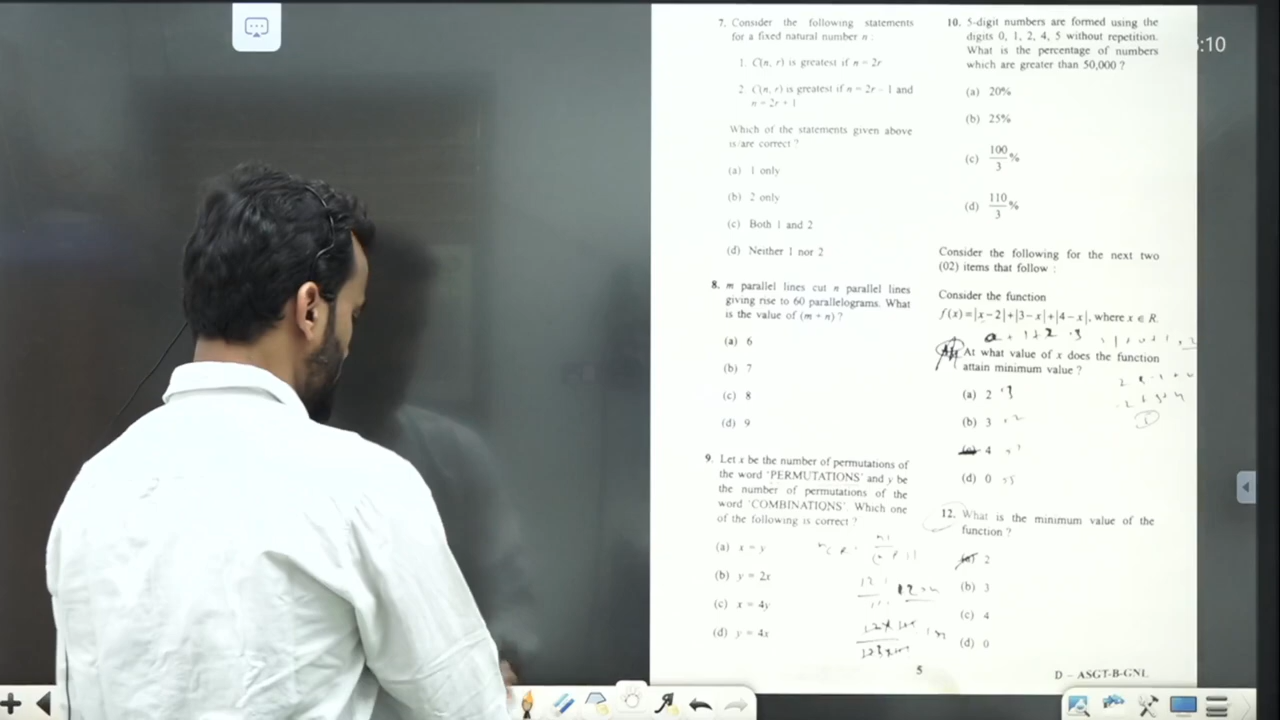 7. Consider the following statements
for a fixed natural number n :
1. C(n, r) is greatest if n = 2r
2. C(n, r) is greatest if n = 2r - 1 and
n = 2r + 1
Which of the statements given above
is/are correct ?
(a) 1 only
(b) 2 only
(c) Both 1 and 2
(d) Neither 1 nor 2
8. m parallel lines cut n parallel lines
giving rise to 60 parallelograms. What
is the value of (m + n) ?
(a) 6
(b) 7
(c) 8
(d) 9
9. Let x be the number of permutations of
the word 'PERMUTATIONS' and y be
the number of permutations of the
word 'COMBINATIONS'. Which one
of the following is correct ?
(a) x = y
(b) y = 2x
(c) x = 4y
(d) y = 4x
10. 5-digit numbers are formed using the
digits 0, 1, 2, 4, 5 without repetition.
What is the percentage of numbers
which are greater than 50,000 ?
(a) 20%
(b) 25%
(c) 100/3 %
(d) 110/3 %
:10
Consider the following for the next two
(02) items that follow :
Consider the function
f(x) = |x - 2| + |3 - x| + |4 - x|, where x ∈ R.
At what value of x does the function
attain minimum value ?
(a) 2
(b) 3
(c) 4
(d) 0
12. What is the minimum value of the
function ?
(a) 2
(b) 3
(c) 4
(d) 0
5
D – ASGT-B-GNL